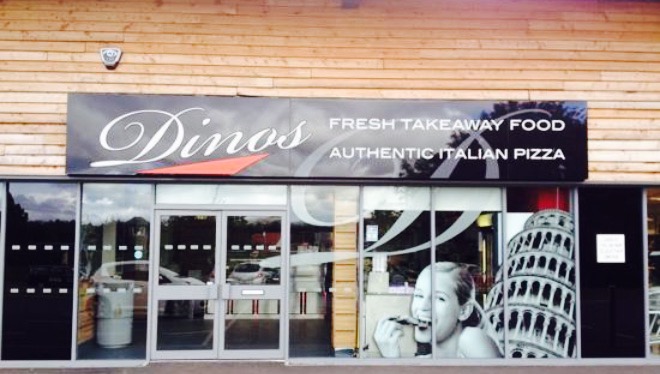 Dinos
FRESH TAKEAWAY FOOD
AUTHENTIC ITALIAN PIZZA